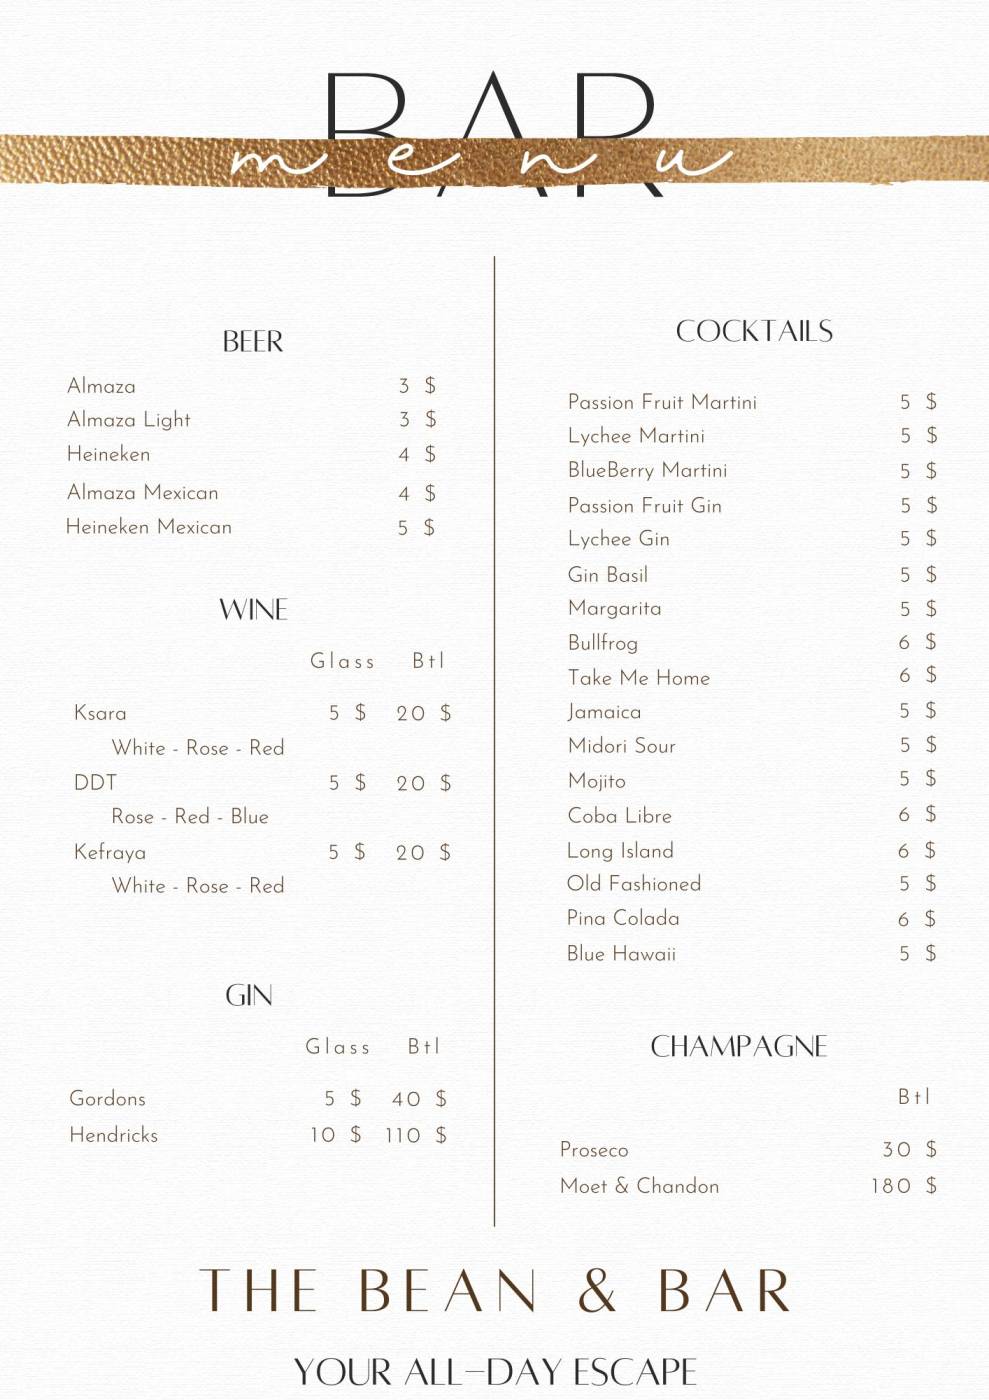 BAR
menu
BEER
Almaza 3 $
Almaza Light 3 $
Heineken 4 $
Almaza Mexican 4 $
Heineken Mexican 5 $
WINE
Glass Btl
Ksara 5 $ 20 $
White - Rose - Red
DDT 5 $ 20 $
Rose - Red - Blue
Kefraya 5 $ 20 $
White - Rose - Red
GIN
Glass Btl
Gordons 5 $ 40 $
Hendricks 10 $ 110 $
COCKTAILS
Passion Fruit Martini 5 $
Lychee Martini 5 $
BlueBerry Martini 5 $
Passion Fruit Gin 5 $
Lychee Gin 5 $
Gin Basil 5 $
Margarita 5 $
Bullfrog 6 $
Take Me Home 6 $
Jamaica 5 $
Midori Sour 5 $
Mojito 5 $
Coba Libre 6 $
Long Island 6 $
Old Fashioned 5 $
Pina Colada 6 $
Blue Hawaii 5 $
CHAMPAGNE
Btl
Proseco 30 $
Moet & Chandon 180 $
THE BEAN & BAR
YOUR ALL-DAY ESCAPE